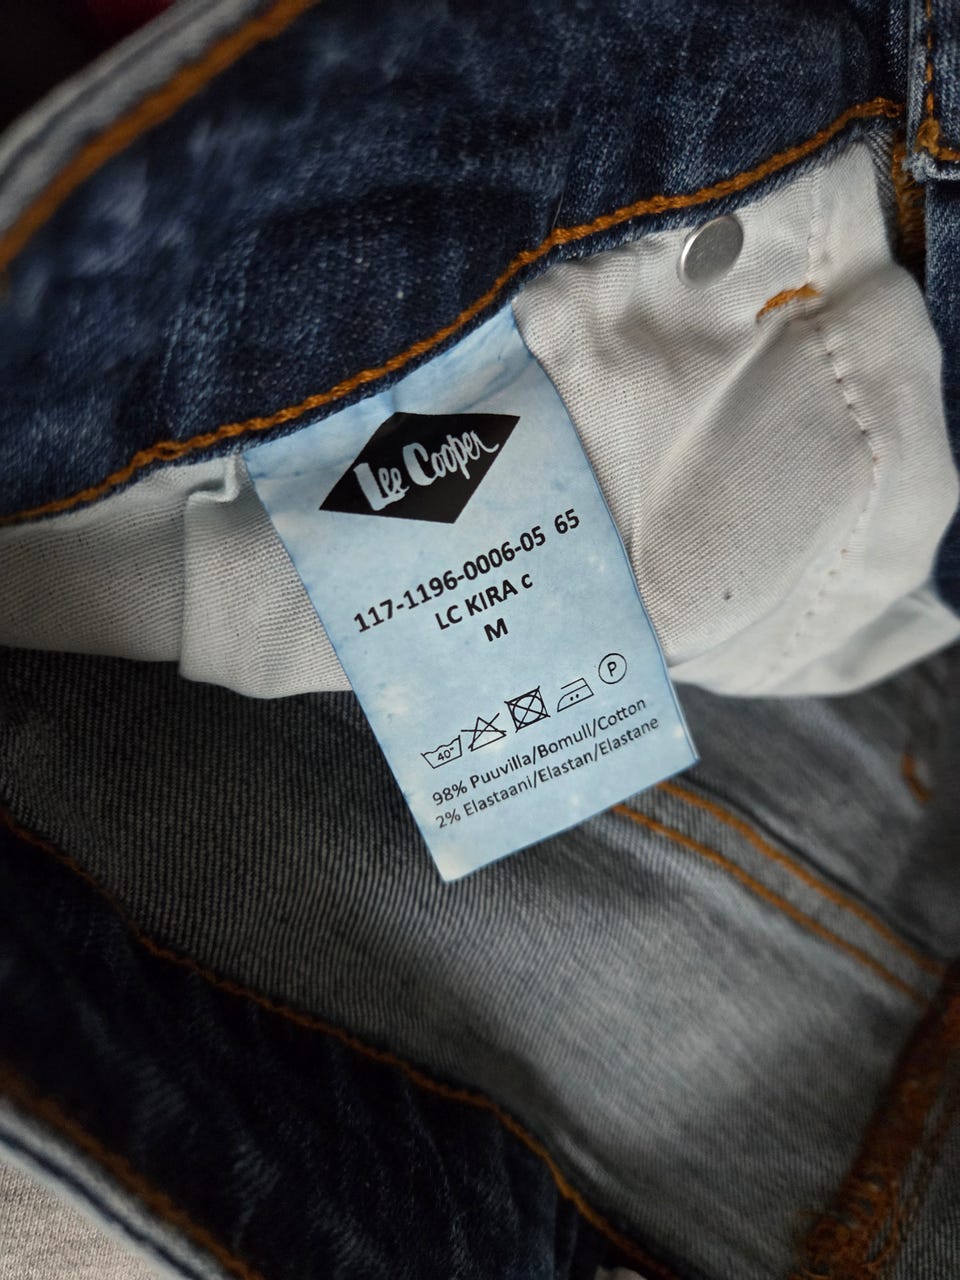 Lee Cooper
117-1196-0006-05 65
LC KIRA c
M
40° P
98% Puuvilla/Bomull/Cotton
2% Elastaani/Elastan/Elastane